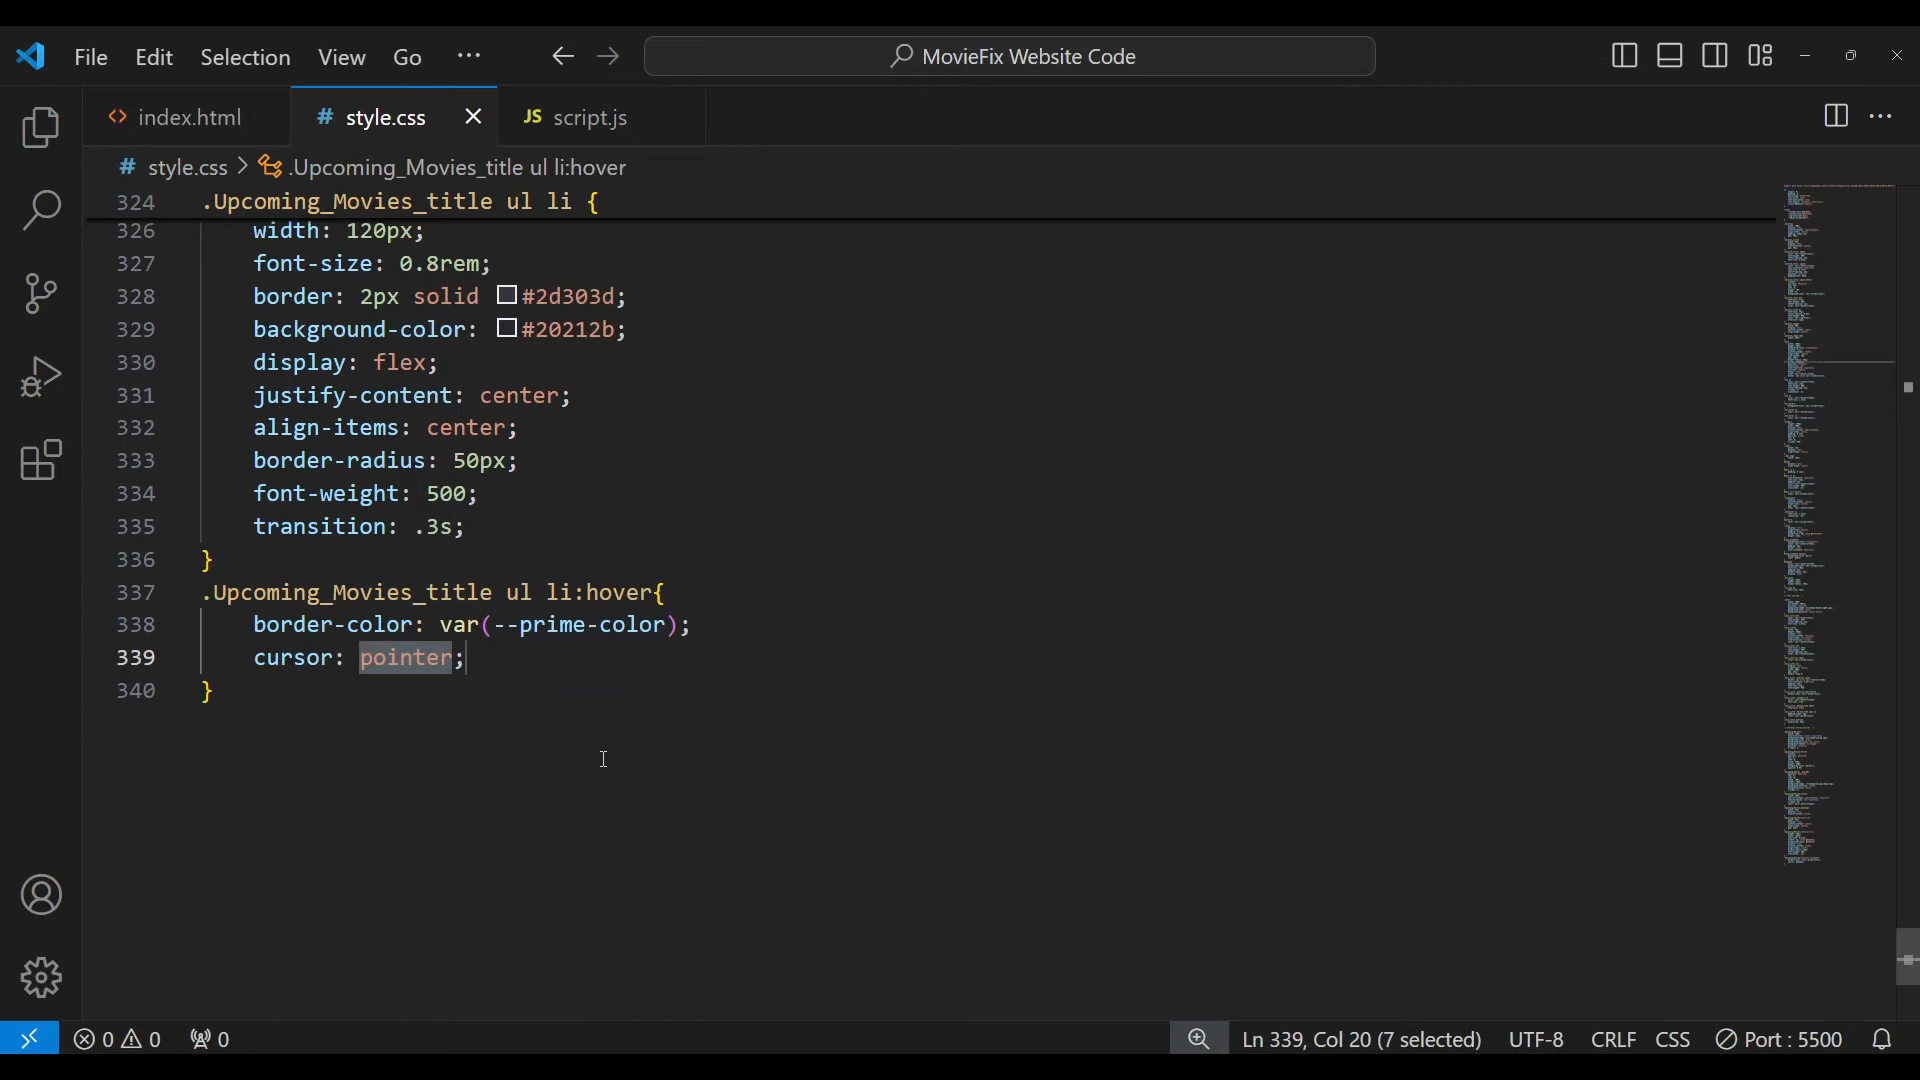 File Edit Selection View Go ··· MovieFix Website Code
index.html # style.css JS script.js
# style.css > .Upcoming_Movies_title ul li:hover
324 .Upcoming_Movies_title ul li {
326 width: 120px;
327 font-size: 0.8rem;
328 border: 2px solid #2d303d;
329 background-color: #20212b;
330 display: flex;
331 justify-content: center;
332 align-items: center;
333 border-radius: 50px;
334 font-weight: 500;
335 transition: .3s;
336 }
337 .Upcoming_Movies_title ul li:hover{
338 border-color: var(--prime-color);
339 cursor: pointer;
340 }
0 0 0 Ln 339, Col 20 (7 selected) UTF-8 CRLF CSS Port : 5500